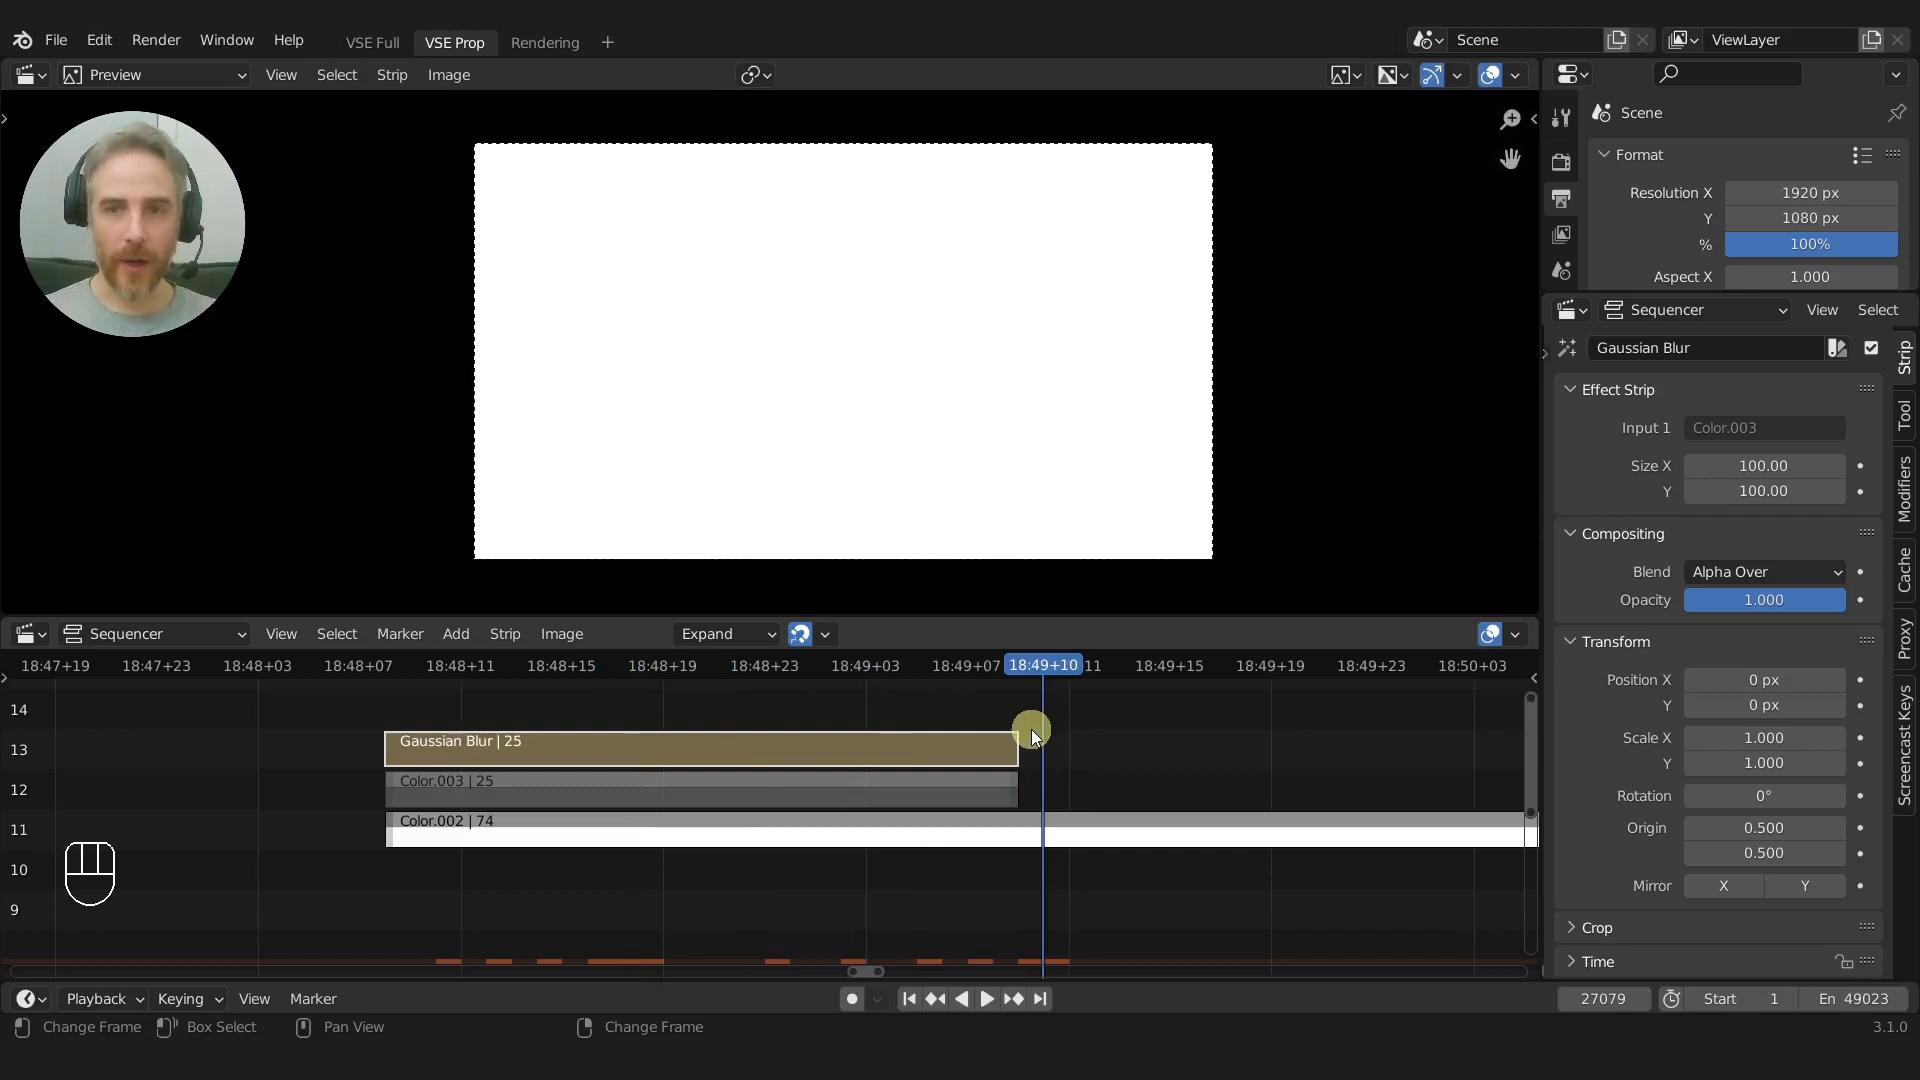 File Edit Render Window Help VSE Full VSE Prop Rendering + Scene ViewLayer
Preview View Select Strip Image
Scene
Format
Resolution X 1920 px
Y 1080 px
% 100%
Aspect X 1.000
Sequencer View Select
Gaussian Blur
Effect Strip
Input 1 Color.003
Size X 100.00
Y 100.00
Compositing
Blend Alpha Over
Opacity 1.000
Transform
Position X 0 px
Y 0 px
Scale X 1.000
Y 1.000
Rotation 0°
Origin 0.500
0.500
Mirror X Y
Crop
Time
Strip
Tool
Modifiers
Cache
Proxy
Screencast Keys
Sequencer View Select Marker Add Strip Image Expand
18:47+19 18:47+23 18:48+03 18:48+07 18:48+11 18:48+15 18:48+19 18:48+23 18:49+03 18:49+07 18:49+10 11 18:49+15 18:49+19 18:49+23 18:50+03
14
13 Gaussian Blur | 25
12 Color.003 | 25
11 Color.002 | 74
10
9
Playback Keying View Marker 27079 Start 1 En 49023
Change Frame Box Select Pan View Change Frame 3.1.0